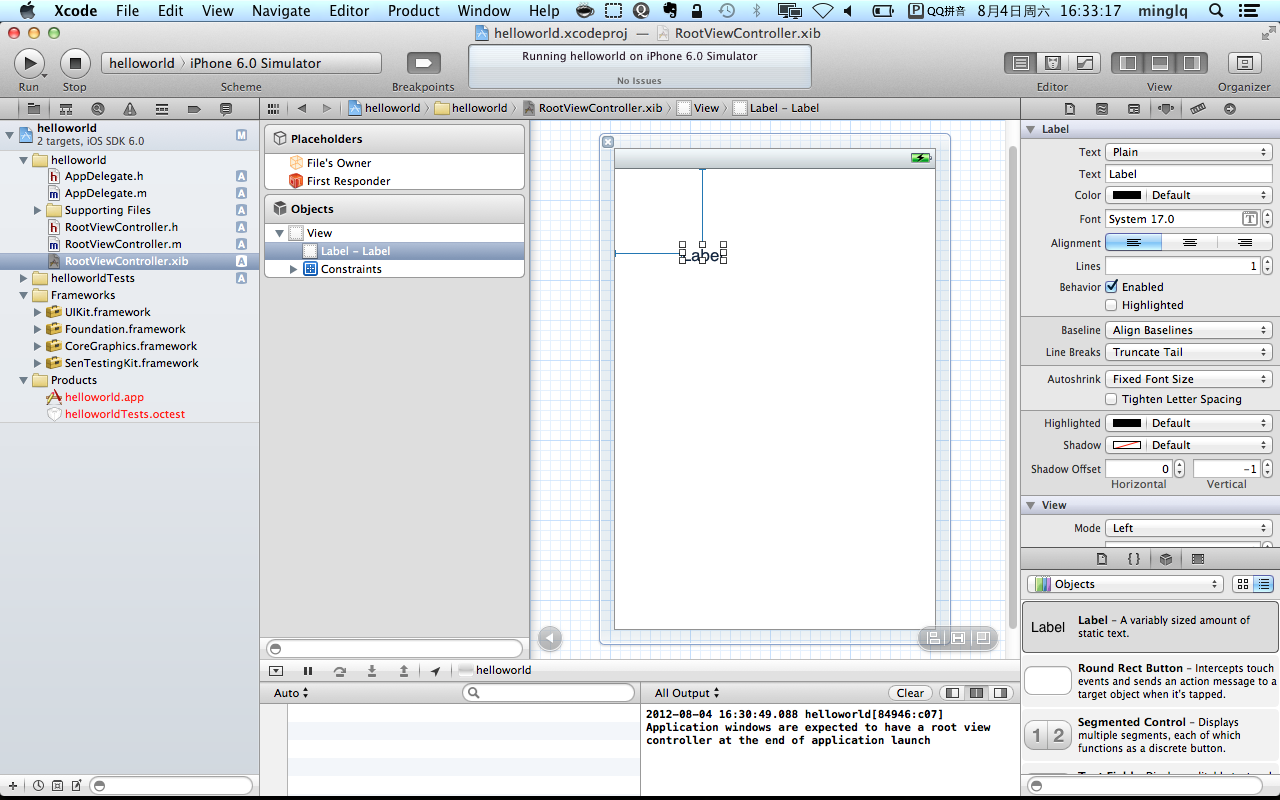 Xcode File Edit View Navigate Editor Product Window Help QQ拼音 8月4日周六 16:33:17 minglq
helloworld.xcodeproj — RootViewController.xib
helloworld 〉 iPhone 6.0 Simulator
Running helloworld on iPhone 6.0 Simulator
No Issues
Run Stop Scheme Breakpoints Editor View Organizer
helloworld 〉 helloworld 〉 RootViewController.xib 〉 View 〉 Label – Label
helloworld
2 targets, iOS SDK 6.0
M
helloworld
AppDelegate.h
A
AppDelegate.m
A
Supporting Files
A
RootViewController.h
A
RootViewController.m
A
RootViewController.xib
A
helloworldTests
A
Frameworks
UIKit.framework
Foundation.framework
CoreGraphics.framework
SenTestingKit.framework
Products
helloworld.app
helloworldTests.octest
Placeholders
File's Owner
First Responder
Objects
View
Label – Label
Constraints
Label
helloworld
Auto
All Output
Clear
2012-08-04 16:30:49.088 helloworld[84946:c07]
Application windows are expected to have a root view
controller at the end of application launch
Label
Text Plain
Text Label
Color Default
Font System 17.0 T
Alignment
Lines 1
Behavior Enabled
Highlighted
Baseline Align Baselines
Line Breaks Truncate Tail
Autoshrink Fixed Font Size
Tighten Letter Spacing
Highlighted Default
Shadow Default
Shadow Offset 0 -1
Horizontal Vertical
View
Mode Left
{ }
Objects
Label
Label – A variably sized amount of
static text.
Round Rect Button – Intercepts touch
events and sends an action message to a
target object when it's tapped.
1 2
Segmented Control – Displays
multiple segments, each of which
functions as a discrete button.